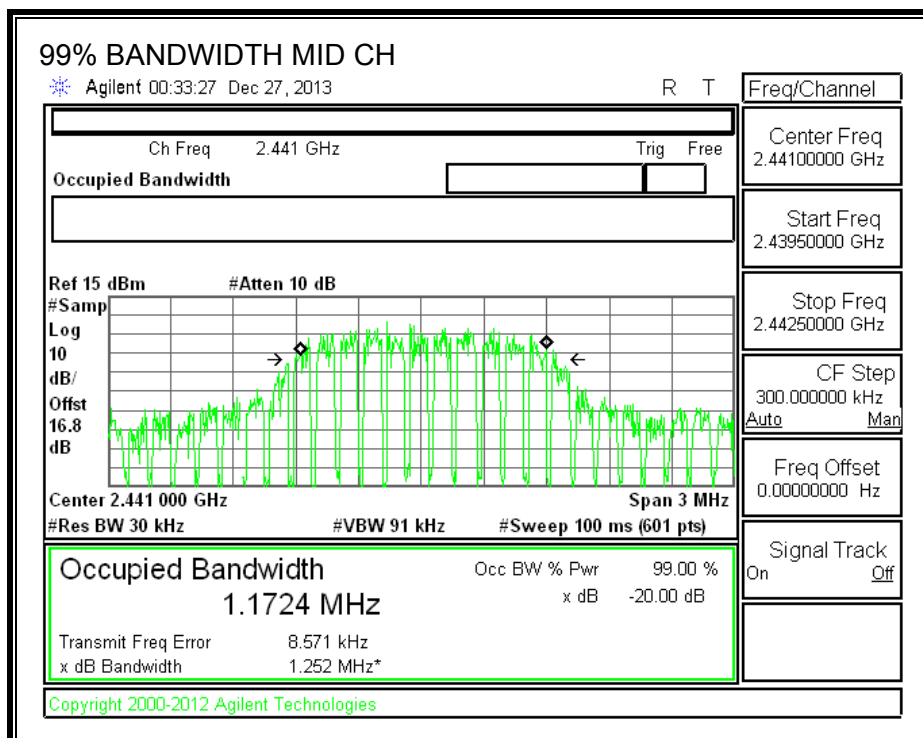 99% BANDWIDTH MID CH
Agilent 00:33:27 Dec 27, 2013 R T
Freq/Channel
Ch Freq 2.441 GHz Trig Free
Occupied Bandwidth
Center Freq
2.44100000 GHz
Start Freq
2.43950000 GHz
Stop Freq
2.44250000 GHz
CF Step
300.000000 kHz
Auto Man
Freq Offset
0.00000000 Hz
Signal Track
On Off
Ref 15 dBm #Atten 10 dB
#Samp
Log
10
dB/
Offst
16.8
dB
Center 2.441 000 GHz Span 3 MHz
#Res BW 30 kHz #VBW 91 kHz #Sweep 100 ms (601 pts)
Occupied Bandwidth Occ BW % Pwr 99.00 %
1.1724 MHz x dB -20.00 dB
Transmit Freq Error 8.571 kHz
x dB Bandwidth 1.252 MHz*
Copyright 2000-2012 Agilent Technologies